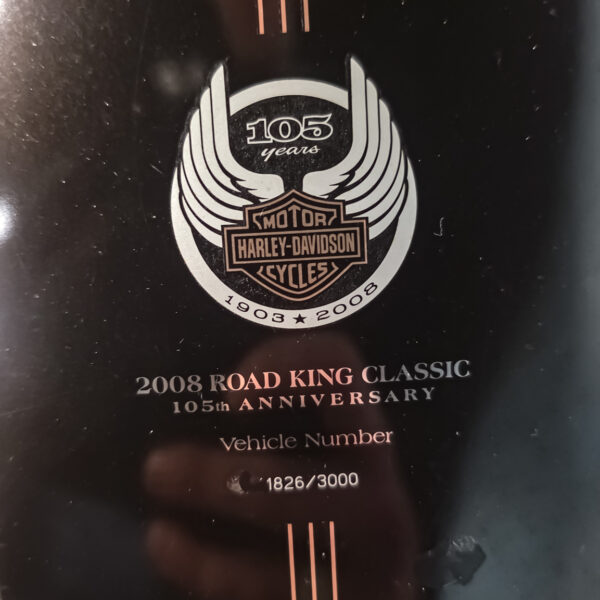 105
years
MOTOR
HARLEY-DAVIDSON
CYCLES
1903 ★ 2008
2008 ROAD KING CLASSIC
105th ANNIVERSARY
Vehicle Number
1826/3000